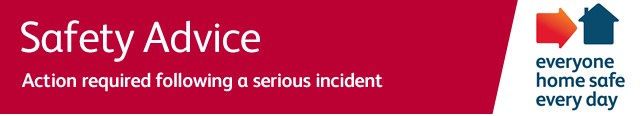 Safety Advice
Action required following a serious incident
everyone
home safe
every day